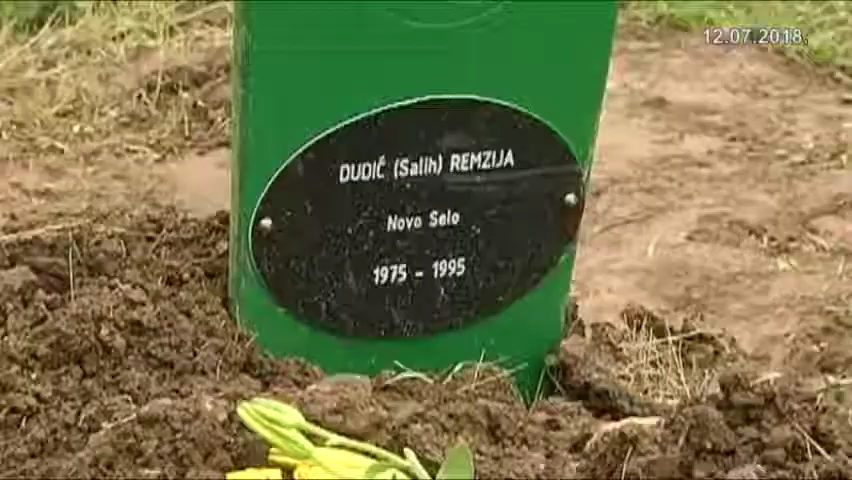 12.07.2018.
DUDIĆ (Salih) REMZIJA
Novo Selo
1975 - 1995